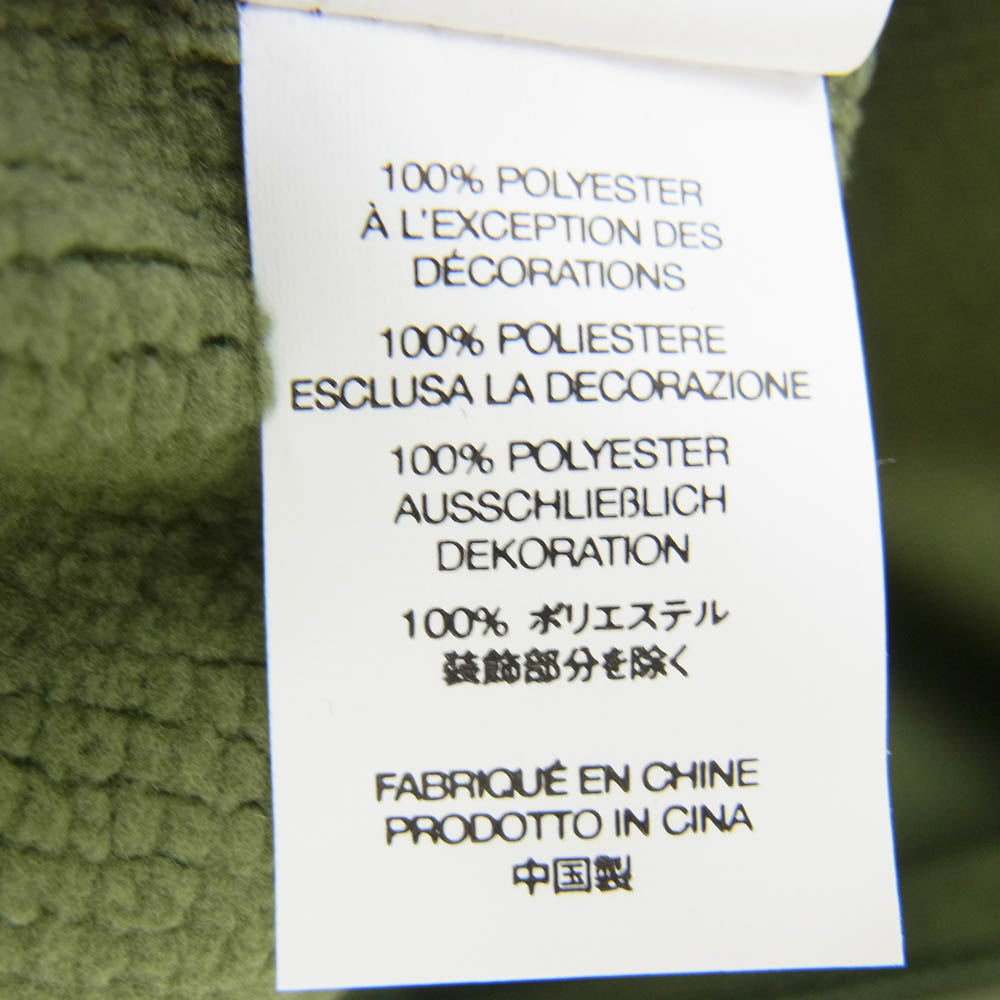 100% POLYESTER
À L'EXCEPTION DES
DÉCORATIONS
100% POLIESTERE
ESCLUSA LA DECORAZIONE
100% POLYESTER
AUSSCHLIEßLICH
DEKORATION
100% ポリエステル
装飾部分を除く
FABRIQUÉ EN CHINE
PRODOTTO IN CINA
中国製